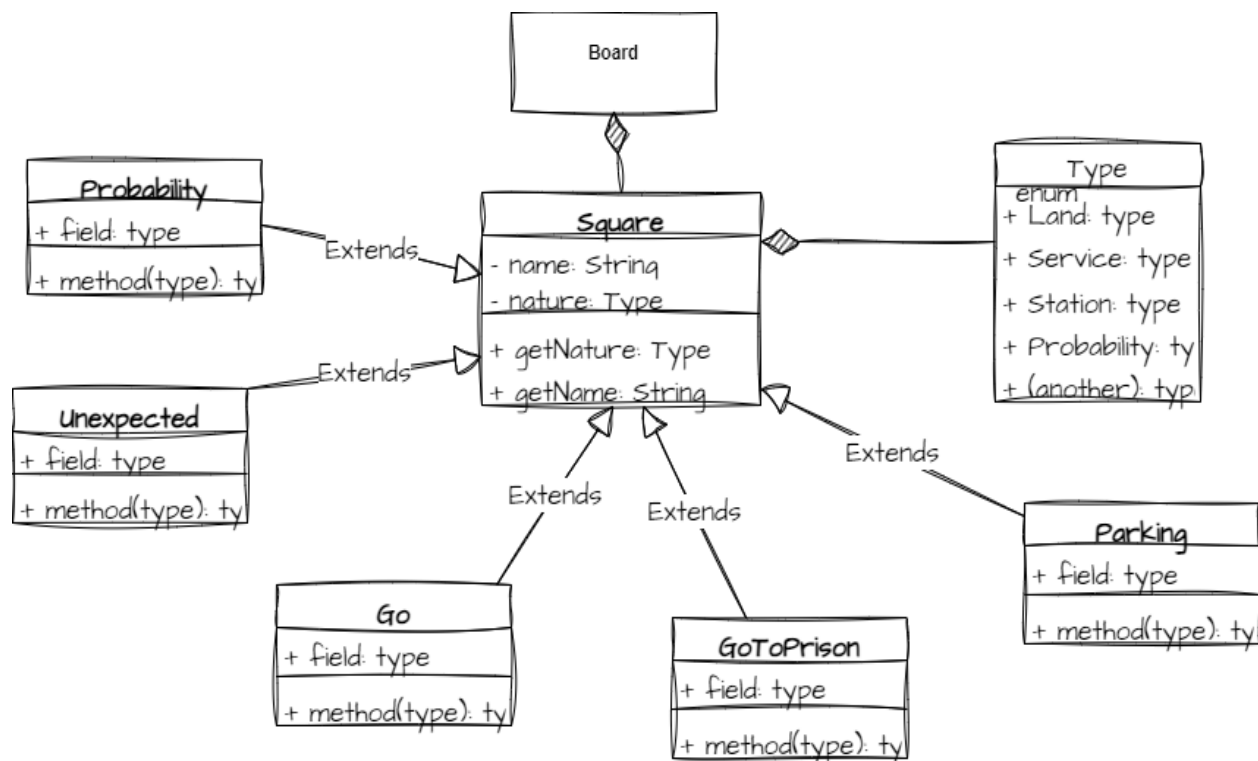 Board
Probability
+ field: type
+ method(type): ty
Extends
Square
- name: String
- nature: Type
+ getNature: Type
+ getName: String
Type
enum
+ Land: type
+ Service: type
+ Station: type
+ Probability: ty
+ (another): typ
Extends
Unexpected
+ field: type
+ method(type): ty
Extends
Extends
Extends
Go
+ field: type
+ method(type): ty
GoToPrison
+ field: type
+ method(type): ty
Parking
+ field: type
+ method(type): ty